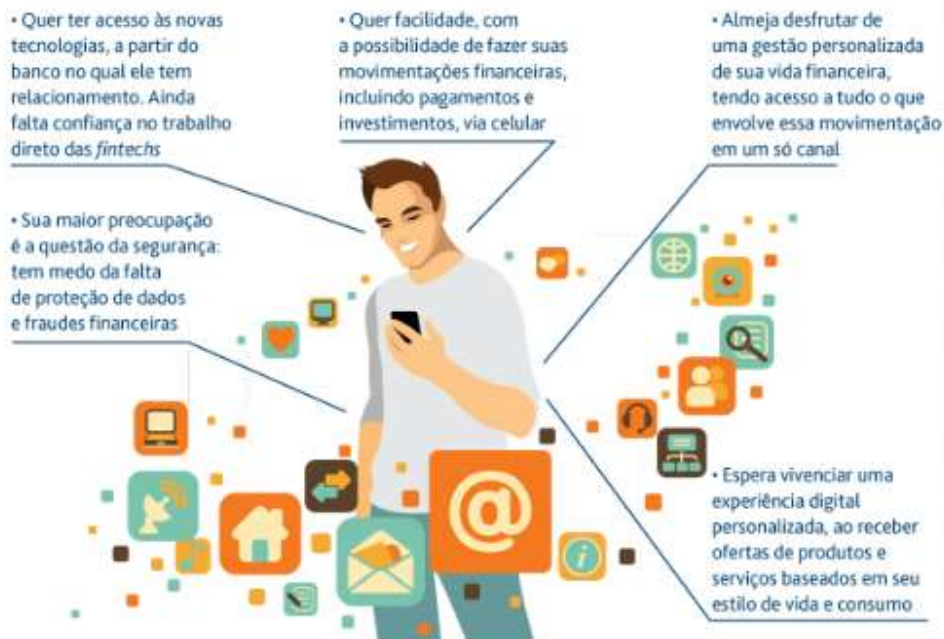 • Quer ter acesso às novas
tecnologias, a partir do
banco no qual ele tem
relacionamento. Ainda
falta confiança no trabalho
direto das fintechs
• Quer facilidade, com
a possibilidade de fazer suas
movimentações financeiras,
incluindo pagamentos e
investimentos, via celular
• Almeja desfrutar de
uma gestão personalizada
de sua vida financeira,
tendo acesso a tudo o que
envolve essa movimentação
em um só canal
• Sua maior preocupação
é a questão da segurança:
tem medo da falta
de proteção de dados
e fraudes financeiras
• Espera vivenciar uma
experiência digital
personalizada, ao receber
ofertas de produtos e
serviços baseados em seu
estilo de vida e consumo
@
i